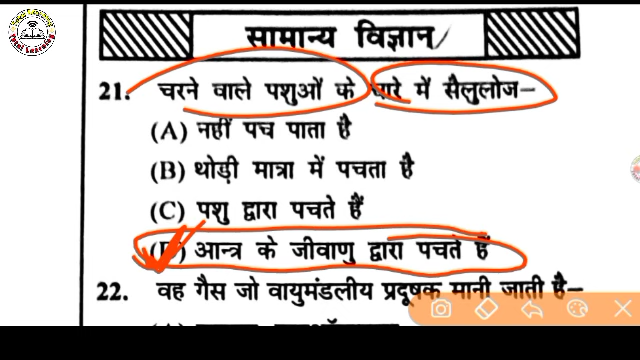 सामान्य विज्ञान
21. चरने वाले पशुओं के चारे में सैलुलोज–
(A) नहीं पच पाता है
(B) थोड़ी मात्रा में पचता है
(C) पशु द्वारा पचते हैं
(D) आन्त्र के जीवाणु द्वारा पचते हैं
22. वह गैस जो वायुमंडलीय प्रदूषक मानी जाती है–